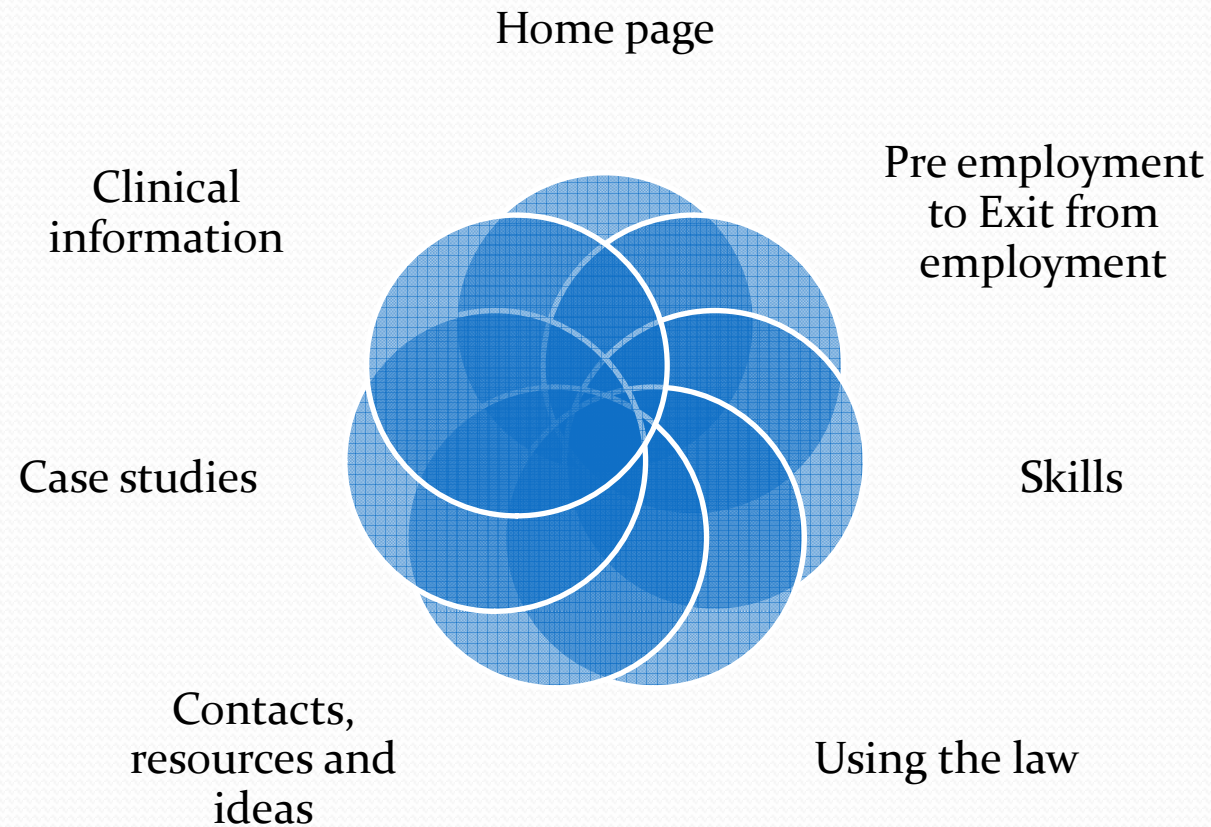 Home page
Pre employment
to Exit from
employment
Skills
Using the law
Contacts,
resources and
ideas
Case studies
Clinical
information